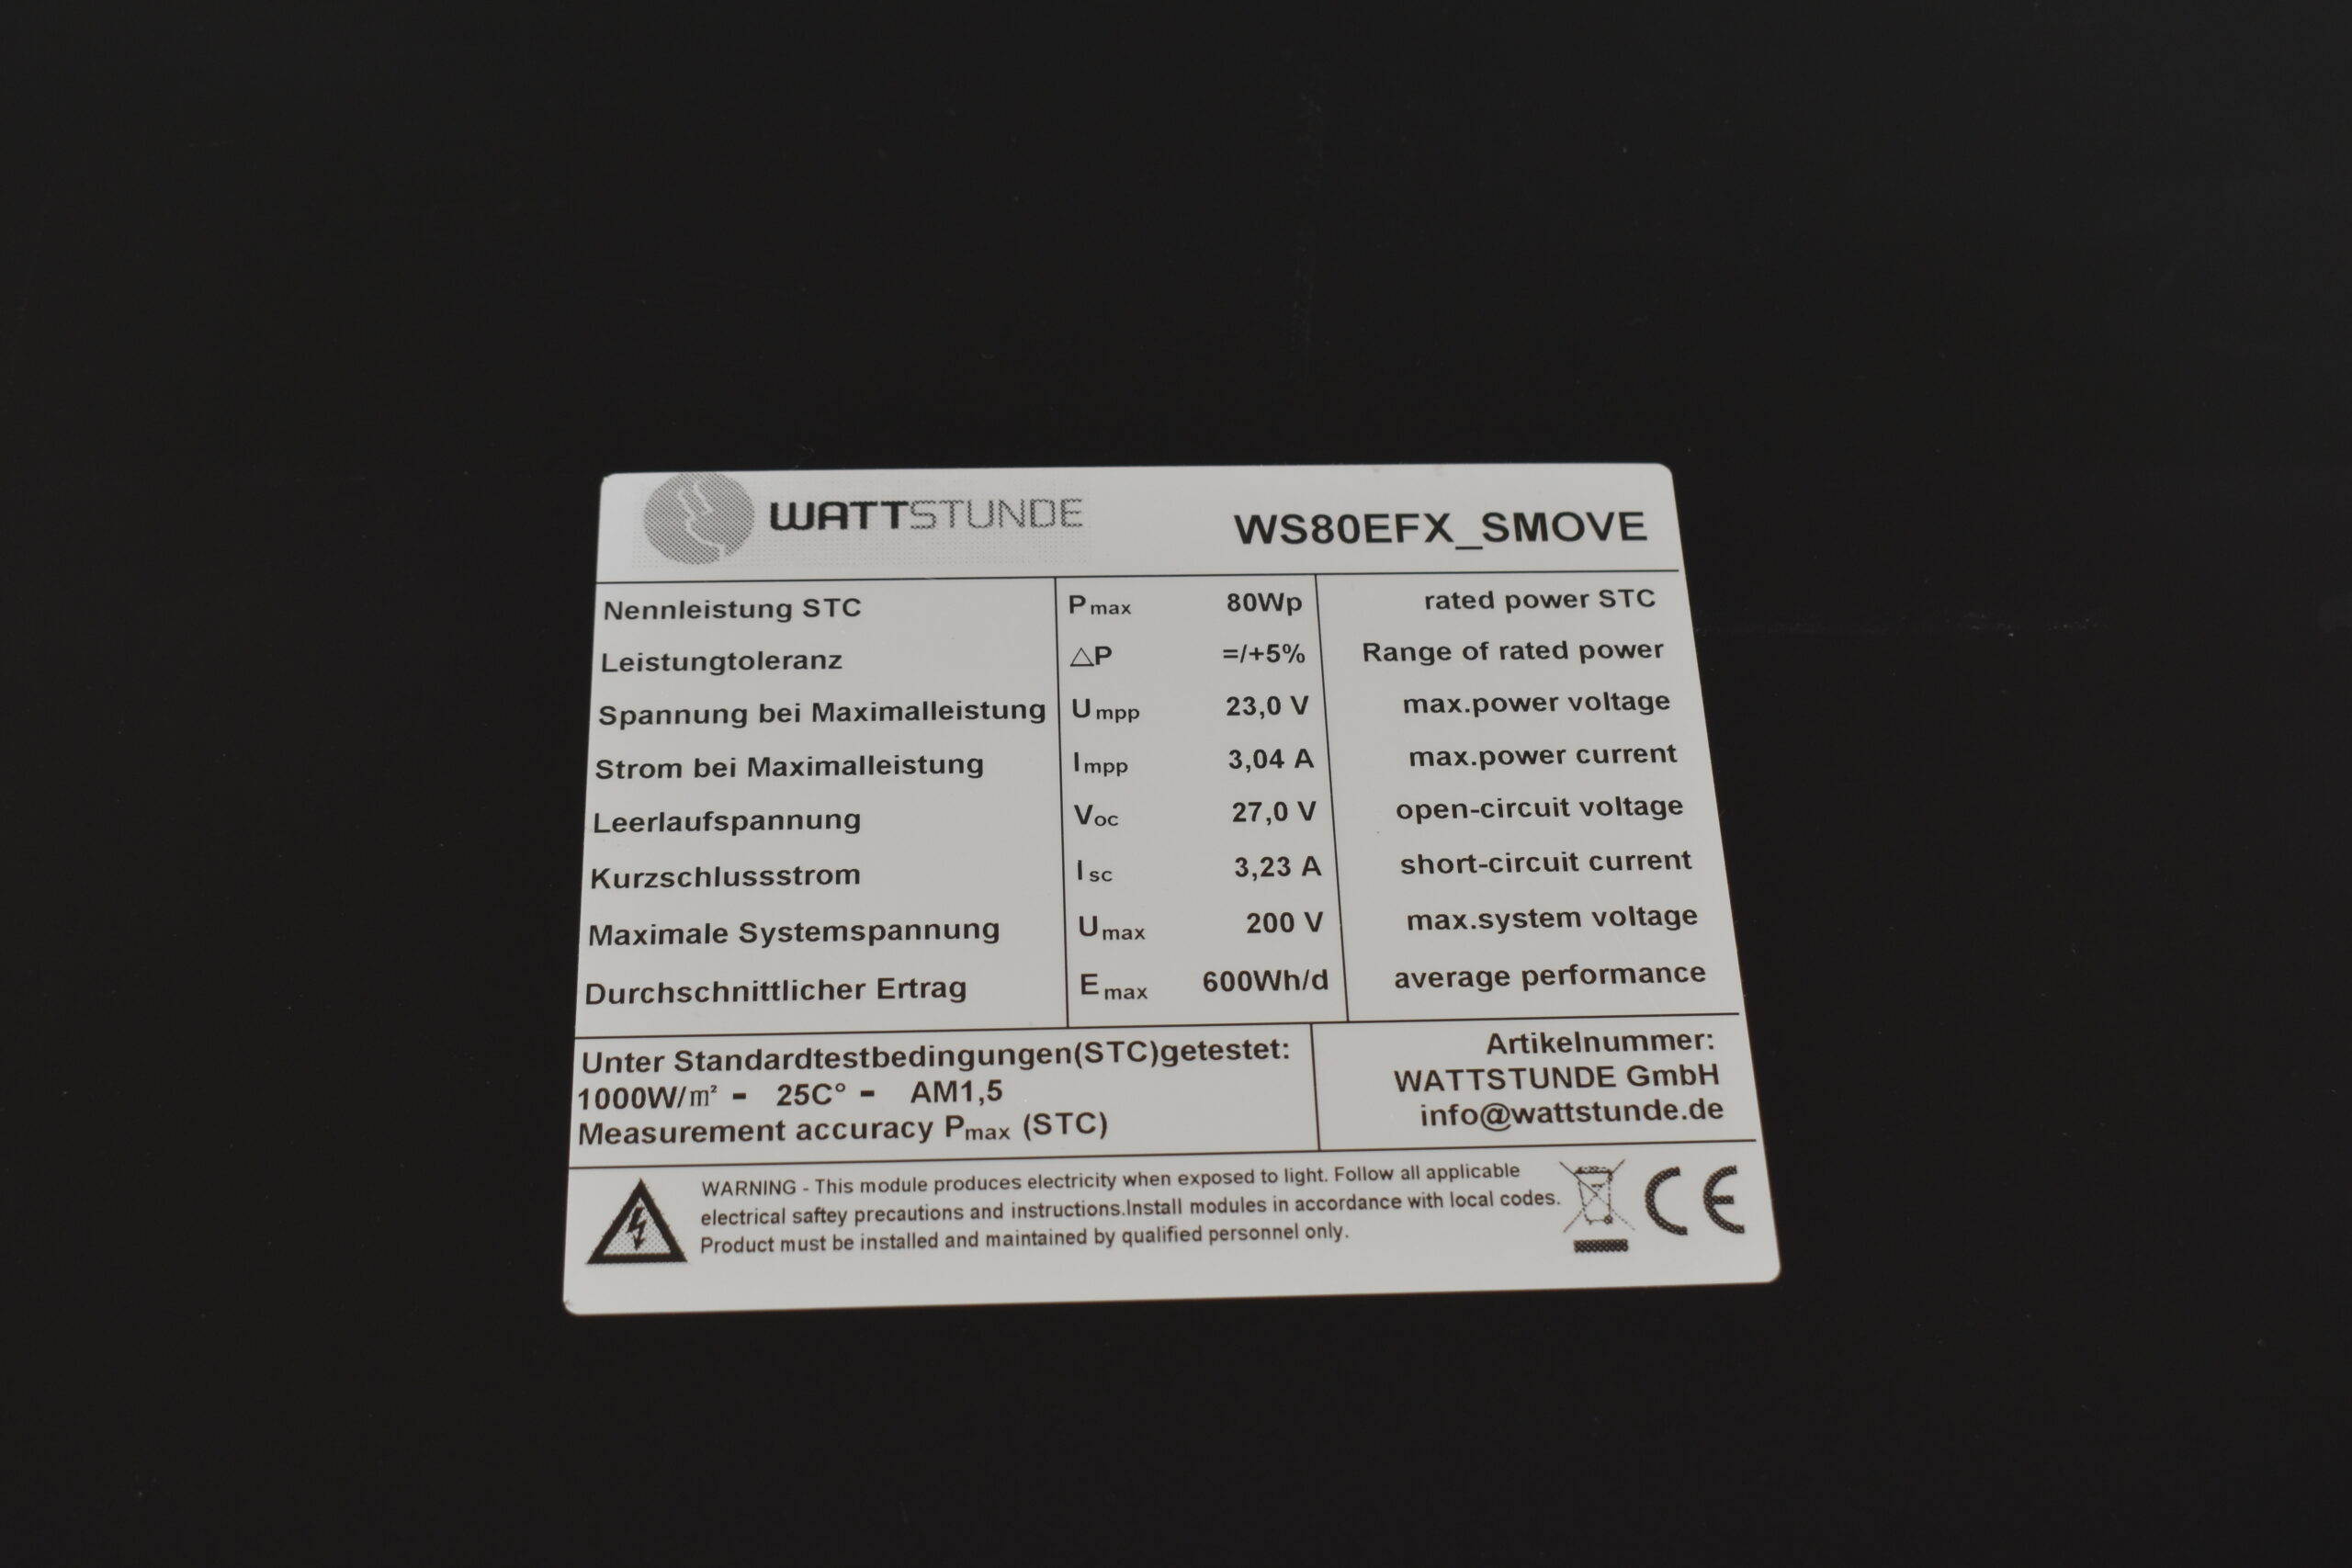 WATTSTUNDE
WS80EFX_SMOVE
Nennleistung STC Pmax 80Wp rated power STC
Leistungtoleranz △P =/+5% Range of rated power
Spannung bei Maximalleistung Umpp 23,0 V max.power voltage
Strom bei Maximalleistung Impp 3,04 A max.power current
Leerlaufspannung Voc 27,0 V open-circuit voltage
Kurzschlussstrom Isc 3,23 A short-circuit current
Maximale Systemspannung Umax 200 V max.system voltage
Durchschnittlicher Ertrag Emax 600Wh/d average performance
Unter Standardtestbedingungen(STC)getestet:
1000W/m² - 25C° - AM1,5
Measurement accuracy Pmax (STC)
Artikelnummer:
WATTSTUNDE GmbH
info@wattstunde.de
WARNING - This module produces electricity when exposed to light. Follow all applicable
electrical saftey precautions and instructions.Install modules in accordance with local codes.
Product must be installed and maintained by qualified personnel only.
CE